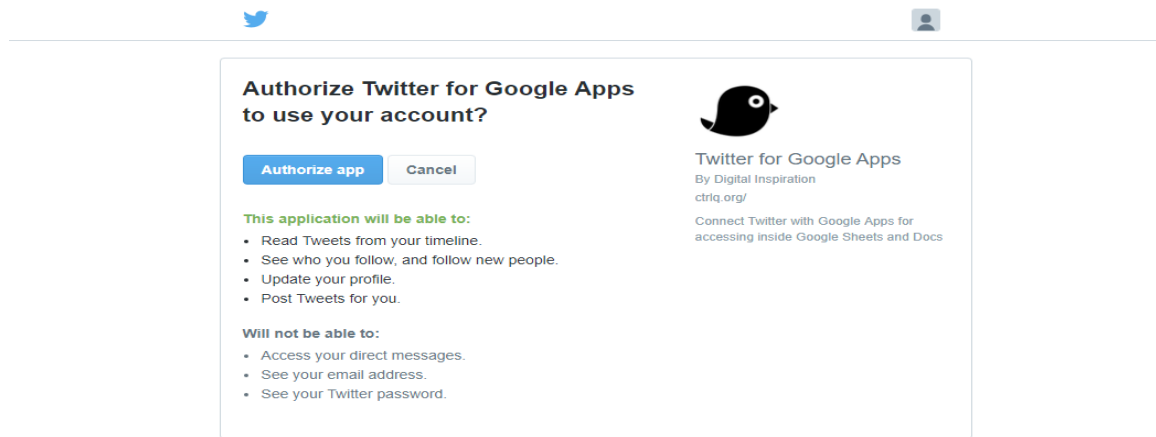 Authorize Twitter for Google Apps
to use your account?
Authorize app
Cancel
This application will be able to:
• Read Tweets from your timeline.
• See who you follow, and follow new people.
• Update your profile.
• Post Tweets for you.
Will not be able to:
• Access your direct messages.
• See your email address.
• See your Twitter password.
Twitter for Google Apps
By Digital Inspiration
ctrlq.org/
Connect Twitter with Google Apps for
accessing inside Google Sheets and Docs